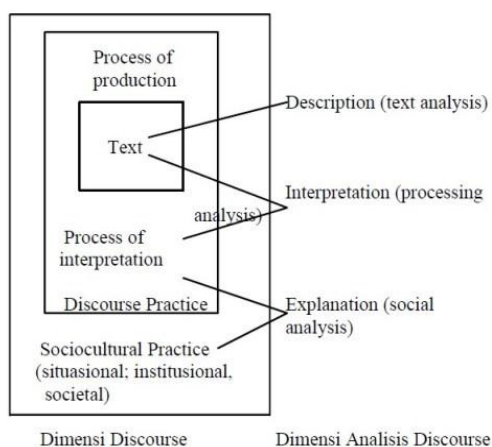 Process of
production
Description (text analysis)
Text
Interpretation (processing
analysis)
Process of
interpretation
Discourse Practice
Explanation (social
analysis)
Sociocultural Practice
(situasional; institusional,
societal)
Dimensi Discourse
Dimensi Analisis Discourse